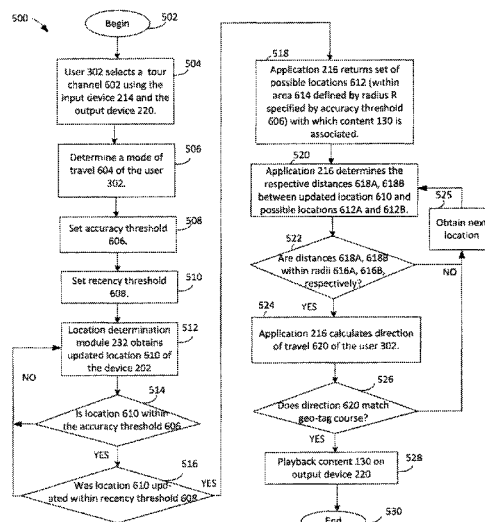 500
Begin
502
504
User 302 selects a tour
channel 602 using the
input device 214 and the
output device 220.
506
Determine a mode of
travel 604 of the user
302.
508
Set accuracy threshold
606.
510
Set recency threshold
608.
512
Location determination
module 232 obtains
updated location 610 of
the device 202
NO
514
Is location 610 within
the accuracy threshold 606
YES
516
Was location 610 upd-
ated within recency threshold 608
YES
518
Application 216 returns set of
possible locations 612 (within
area 614 defined by radius R
specified by accuracy threshold
606) with which content 130 is
associated.
520
Application 216 determines the
respective distances 618A, 618B
between updated location 610 and
possible locations 612A and 612B.
525
Obtain next
location
522
Are distances 618A, 618B
within radii 616A, 616B,
respectively?
NO
YES
524
Application 216 calculates direction
of travel 620 of the user 302.
526
Does direction 620 match
geo-tag course?
YES
528
Playback content 130 on
output device 220
End
530